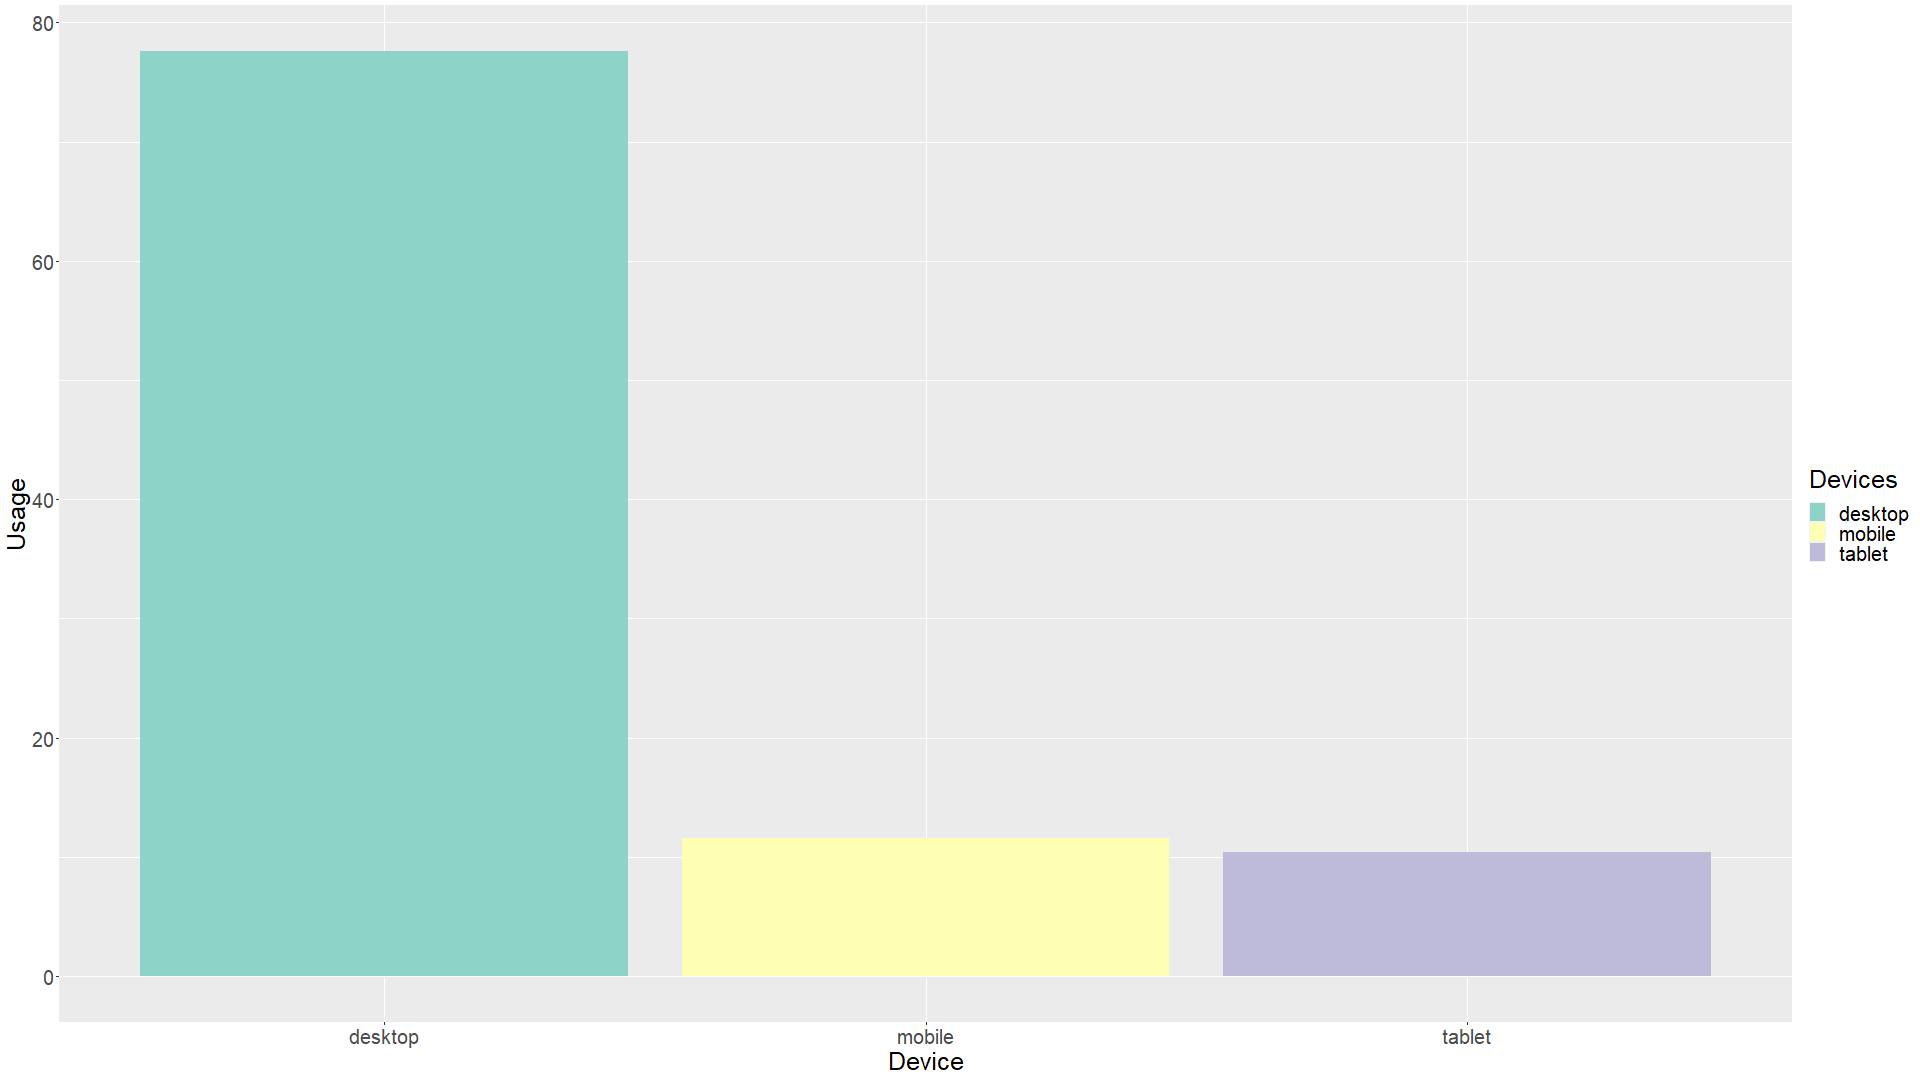 80
60
40
20
0
Usage
desktop
mobile
tablet
Device
Devices
desktop
mobile
tablet